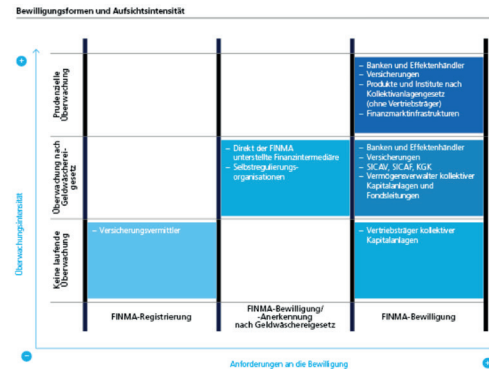 Bewilligungsformen und Aufsichtsintensität
+
Prudenzielle
Überwachung
– Banken und Effektenhändler
– Versicherungen
– Produkte und Institute nach
Kollektivanlagengesetz
(ohne Vertriebsträger)
– Finanzmarktinfrastrukturen
Überwachung nach
Geldwäscherei-
gesetz
– Direkt der FINMA
unterstellte Finanzintermediäre
– Selbstregulierungs-
organisationen
– Banken und Effektenhändler
– Versicherungen
– SICAV, SICAF, KGK
– Vermögensverwalter kollektiver
Kapitalanlagen und
Fondsleitungen
Keine laufende
Überwachung
– Versicherungsvermittler
– Vertriebsträger kollektiver
Kapitalanlagen
Überwachungsintensität
FINMA-Registrierung
FINMA-Bewilligung/
-Anerkennung
nach Geldwäschereigesetz
FINMA-Bewilligung
–
Anforderungen an die Bewilligung
+